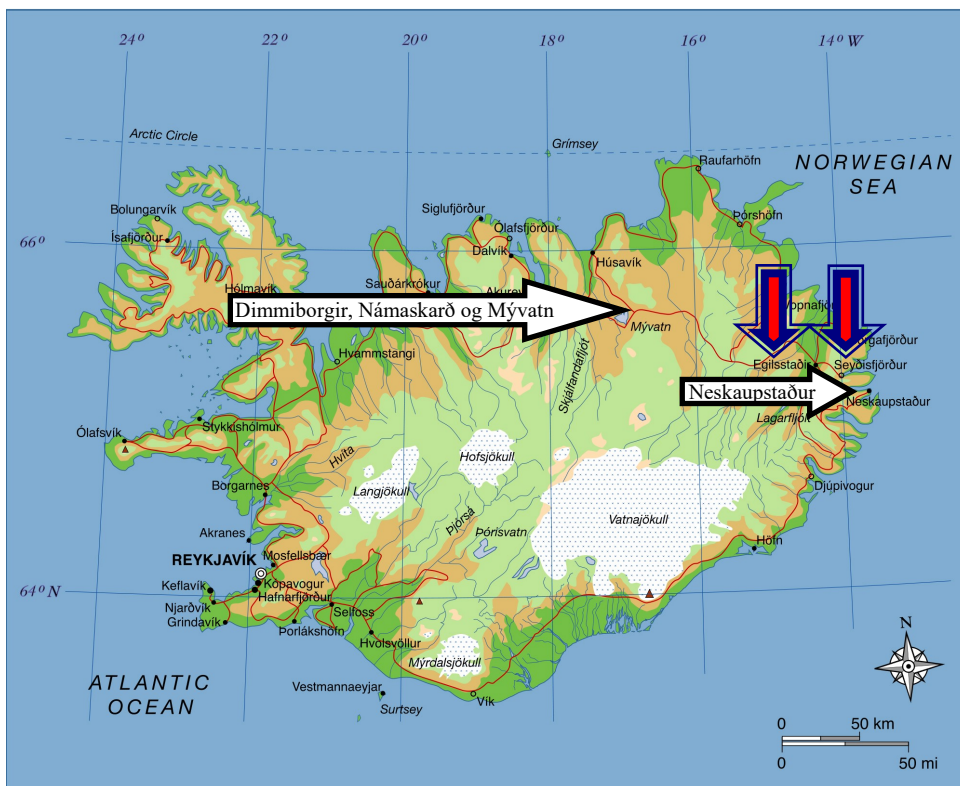 24° 22° 20° 18° 16° 14° W
Arctic Circle
Grímsey
NORWEGIAN
SEA
Raufarhöfn
Bolungarvík
Siglufjörður
Þórshöfn
Ísafjörður
Ólafsfjörður
66°
Dalvík
Húsavík
Hólmavík
Sauðárkrókur
Dimmiborgir, Námaskarð og Mývatn
Mývatn
Hvammstangi
Skjálfandafljót
Egilsstaðir
Seyðisfjörður
Neskaupstaður
Neskaupstaður
Stykkishólmur
Lagarfljót
Ólafsvík
Hvíta
Hofsjökull
Langjökull
Djúpivogur
Borgarnes
Þjórsá
Vatnajökull
Þórisvatn
Akranes
Höfn
REYKJAVÍK
Mosfellsbær
Keflavík
Kópavogur
64° N
Hafnarfjörður
Njarðvík
Selfoss
Grindavík
Þorlákshöfn
Hvolsvöllur
N
Mýrdalsjökull
ATLANTIC
OCEAN
Vestmannaeyjar
Vík
Surtsey
0 50 km
0 50 mi